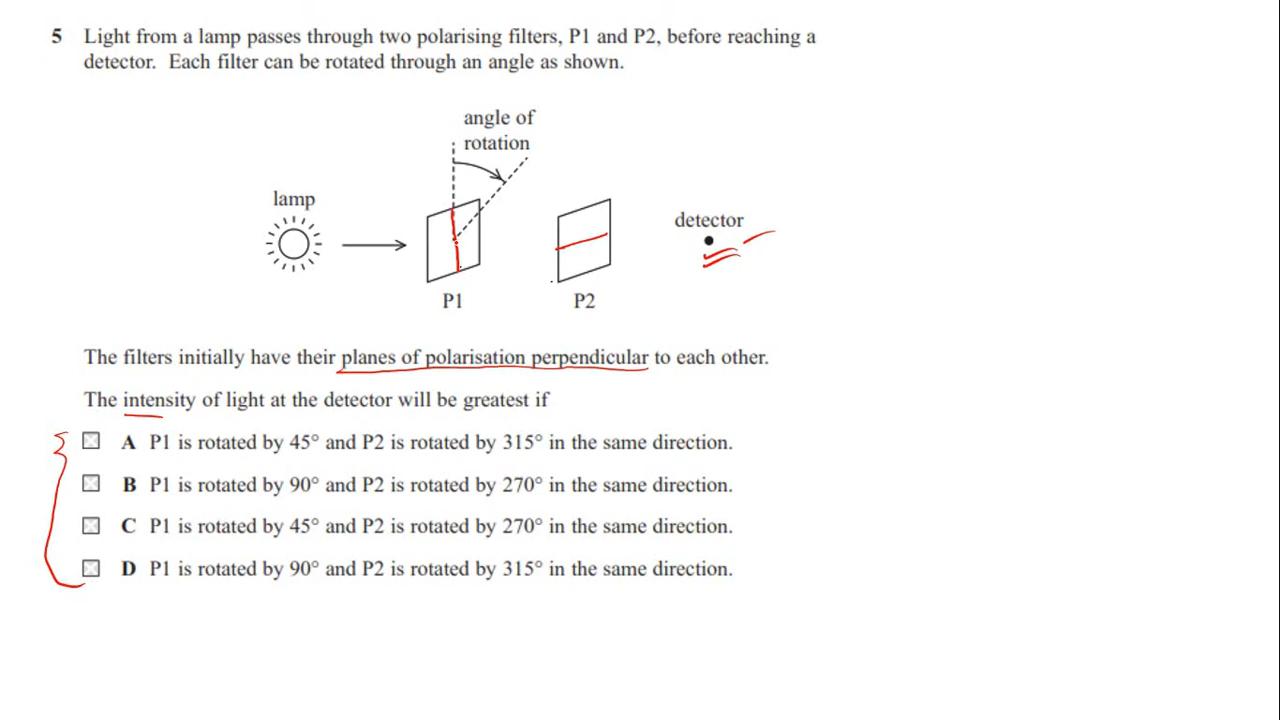 5 Light from a lamp passes through two polarising filters, P1 and P2, before reaching a
detector. Each filter can be rotated through an angle as shown.
angle of
rotation
lamp
detector
P1
P2
The filters initially have their planes of polarisation perpendicular to each other.
The intensity of light at the detector will be greatest if
A P1 is rotated by 45° and P2 is rotated by 315° in the same direction.
B P1 is rotated by 90° and P2 is rotated by 270° in the same direction.
C P1 is rotated by 45° and P2 is rotated by 270° in the same direction.
D P1 is rotated by 90° and P2 is rotated by 315° in the same direction.